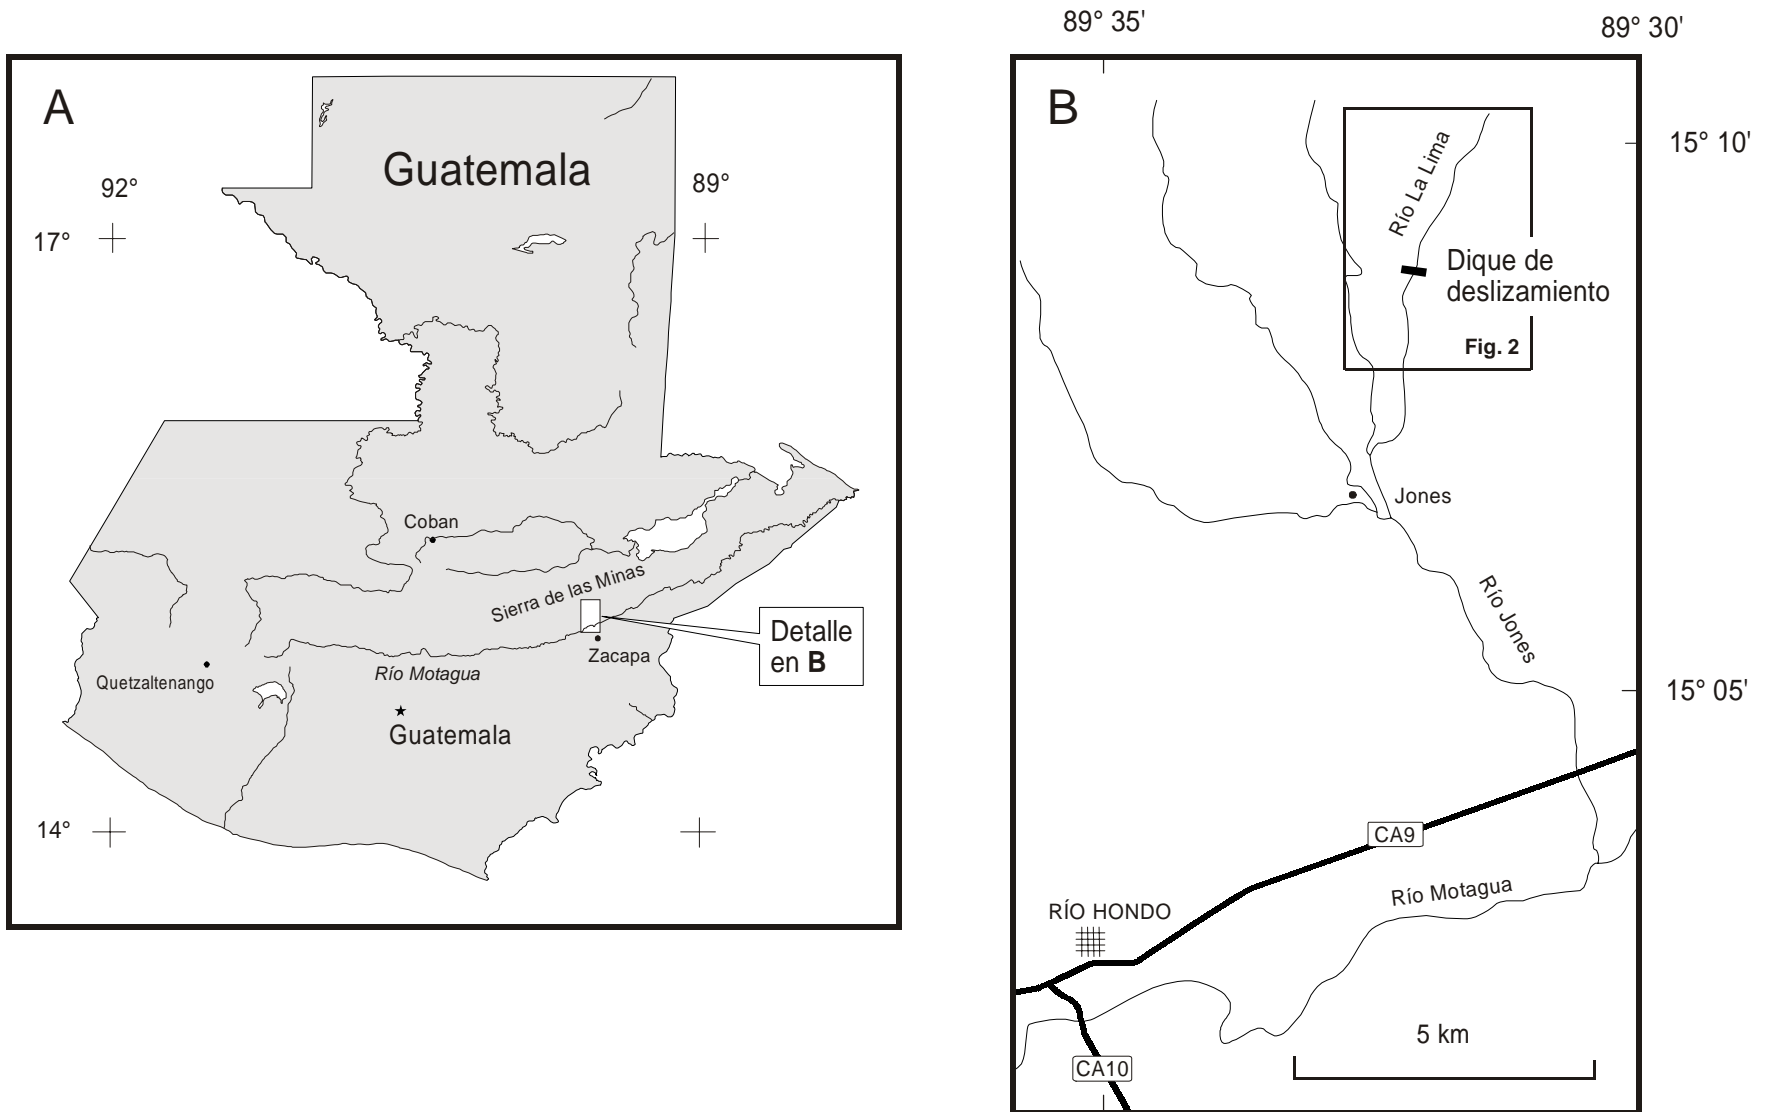 A
Guatemala
92°
89°
17°
Coban
Sierra de las Minas
Detalle
en B
Zacapa
Quetzaltenango
Río Motagua
Guatemala
14°
89° 35'
89° 30'
B
15° 10'
Río La Lima
Dique de
deslizamiento
Fig. 2
Jones
Río Jones
15° 05'
CA9
Río Motagua
RÍO HONDO
5 km
CA10